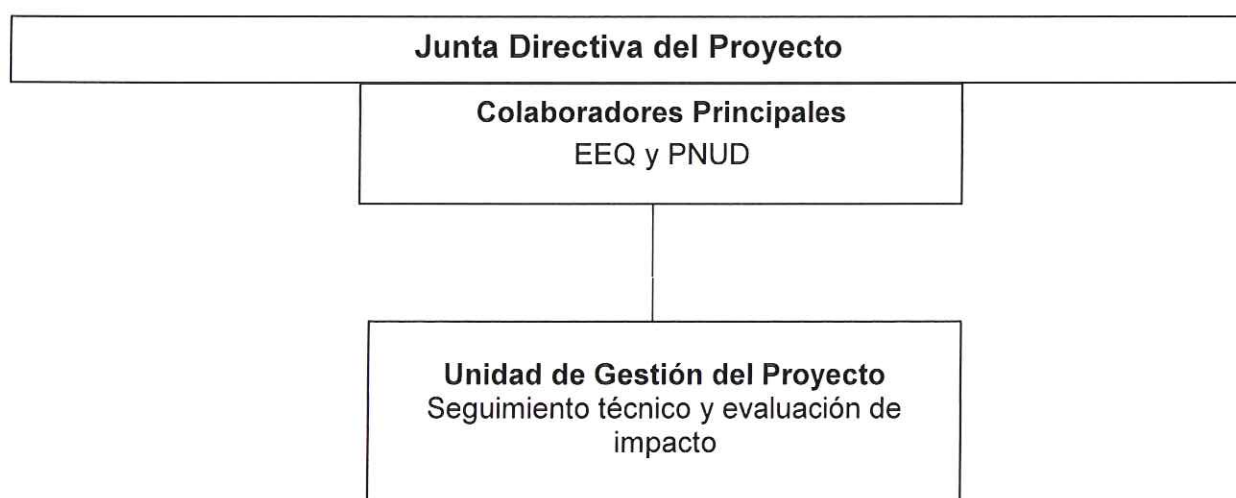 Junta Directiva del Proyecto
Colaboradores Principales
EEQ y PNUD
Unidad de Gestión del Proyecto
Seguimiento técnico y evaluación de
impacto